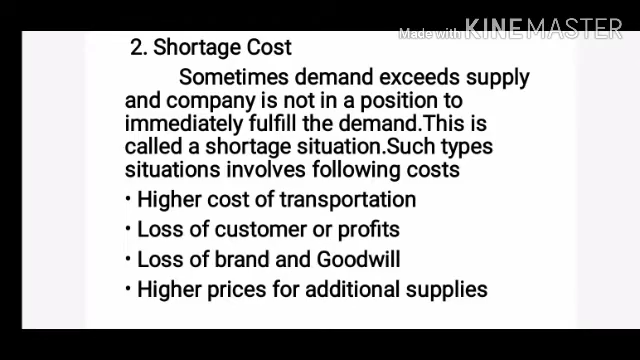 Made with KINEMASTER
2. Shortage Cost
Sometimes demand exceeds supply
and company is not in a position to
immediately fulfill the demand.This is
called a shortage situation.Such types
situations involves following costs
• Higher cost of transportation
• Loss of customer or profits
• Loss of brand and Goodwill
• Higher prices for additional supplies